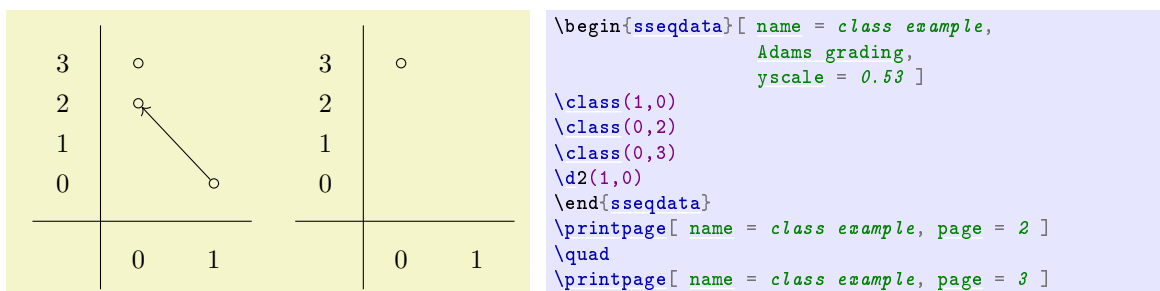 3 3
2 2
1 1
0 0
0 1 0 1
\begin{sseqdata}[ name = class example,
Adams grading,
yscale = 0.53 ]
\class(1,0)
\class(0,2)
\class(0,3)
\d2(1,0)
\end{sseqdata}
\printpage[ name = class example, page = 2 ]
\quad
\printpage[ name = class example, page = 3 ]